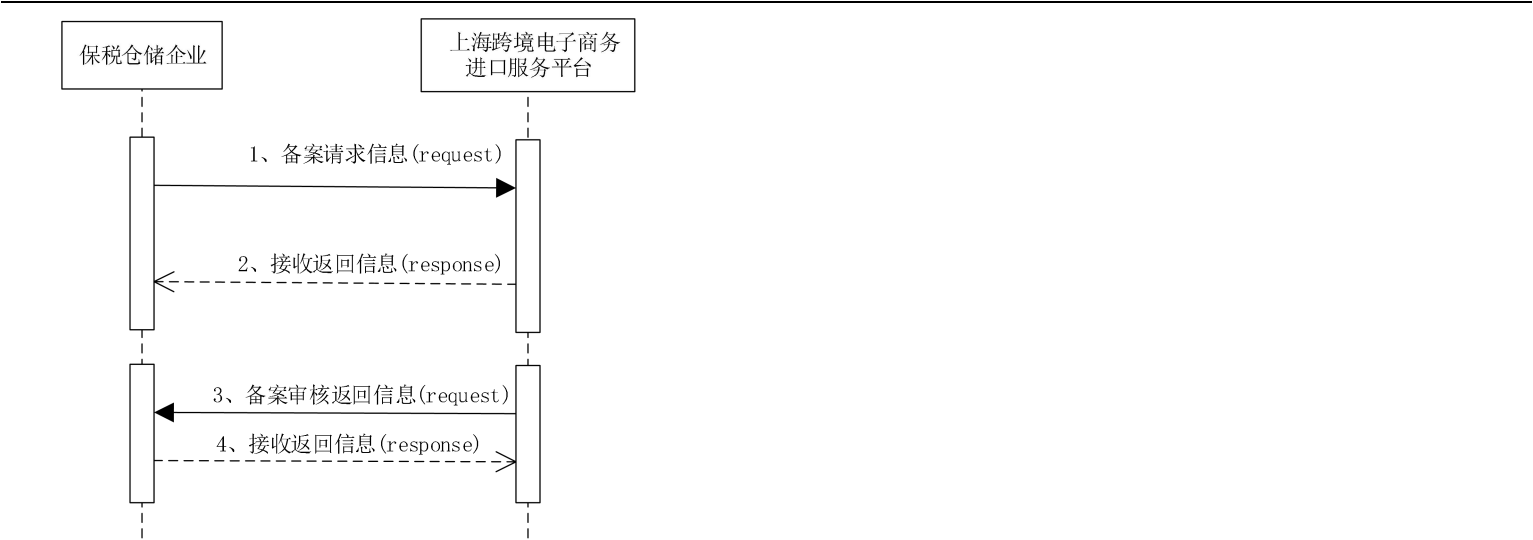 保税仓储企业
上海跨境电子商务
进口服务平台
1、备案请求信息(request)
2、接收返回信息(response)
3、备案审核返回信息(request)
4、接收返回信息(response)